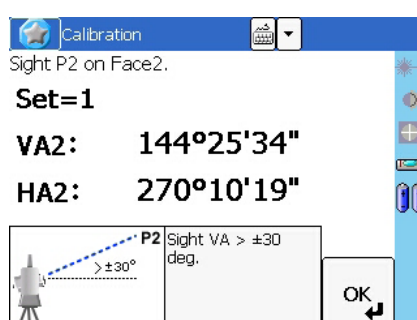 Calibration
Sight P2 on Face2.
Set=1
VA2: 144°25'34"
HA2: 270°10'19"
P2
>±30°
Sight VA > ±30
deg.
OK